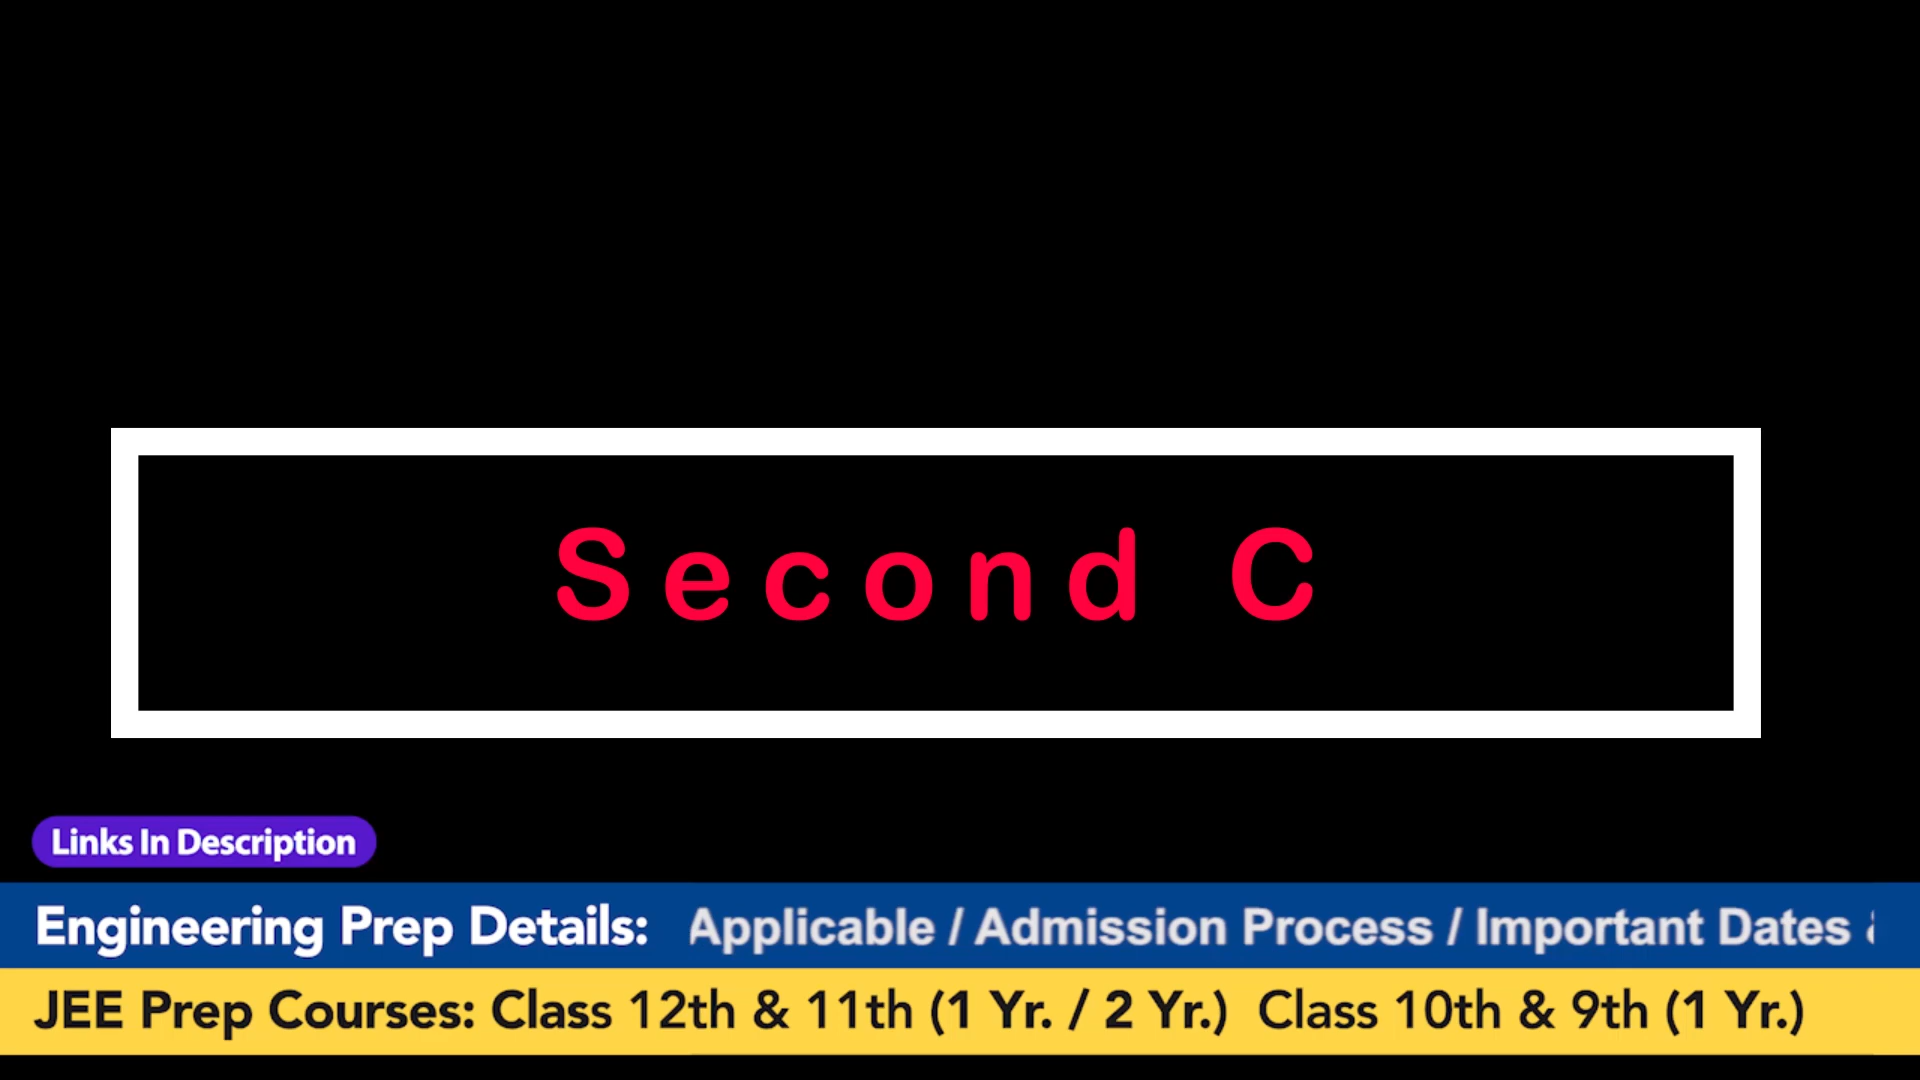 Second C
Links In Description
Engineering Prep Details: Applicable / Admission Process / Important Dates
JEE Prep Courses: Class 12th & 11th (1 Yr. / 2 Yr.) Class 10th & 9th (1 Yr.)